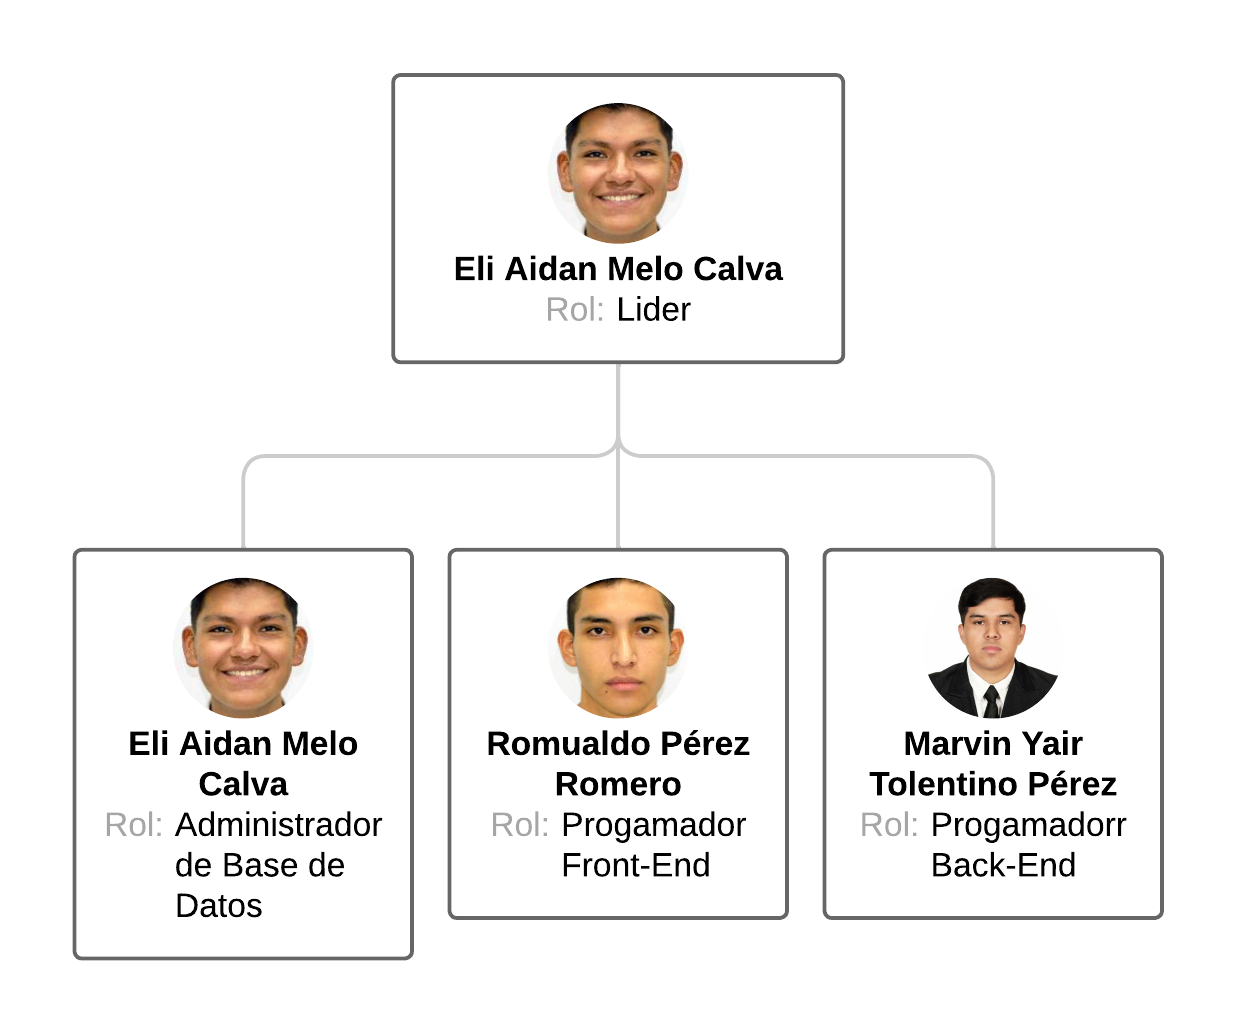 Eli Aidan Melo Calva
Rol: Lider
Eli Aidan Melo
Calva
Rol: Administrador
de Base de
Datos
Romualdo Pérez
Romero
Rol: Progamador
Front-End
Marvin Yair
Tolentino Pérez
Rol: Progamadorr
Back-End